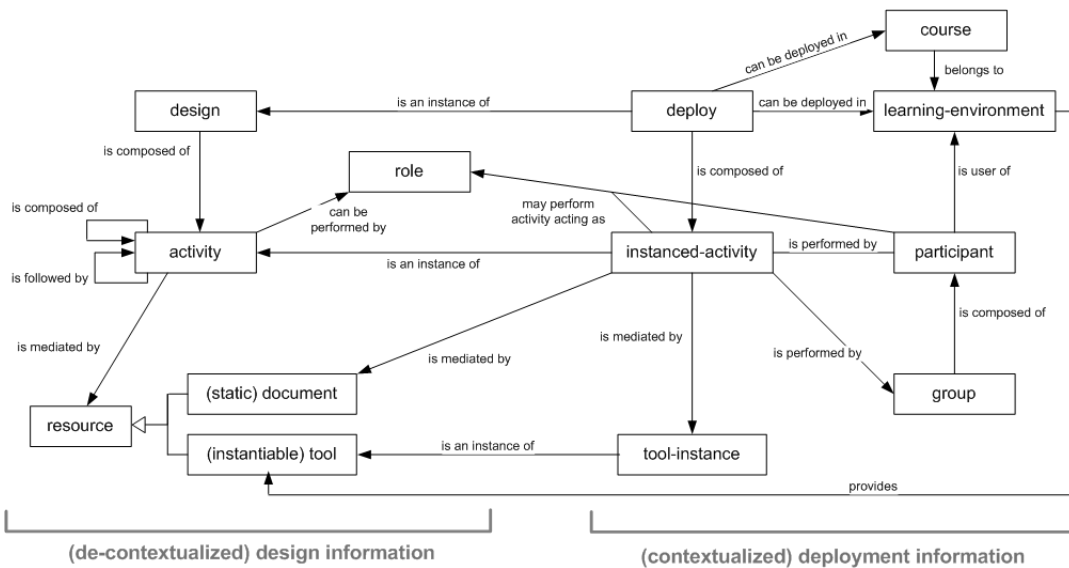 course
can be deployed in
belongs to
design
is an instance of
deploy
can be deployed in
learning-environment
is composed of
role
is composed of
is user of
is composed of
can be
performed by
may perform
activity acting as
activity
is an instance of
instanced-activity
is performed by
participant
is followed by
is composed of
is mediated by
is mediated by
is mediated by
is performed by
(static) document
group
resource
(instantiable) tool
is an instance of
tool-instance
provides
(de-contextualized) design information
(contextualized) deployment information